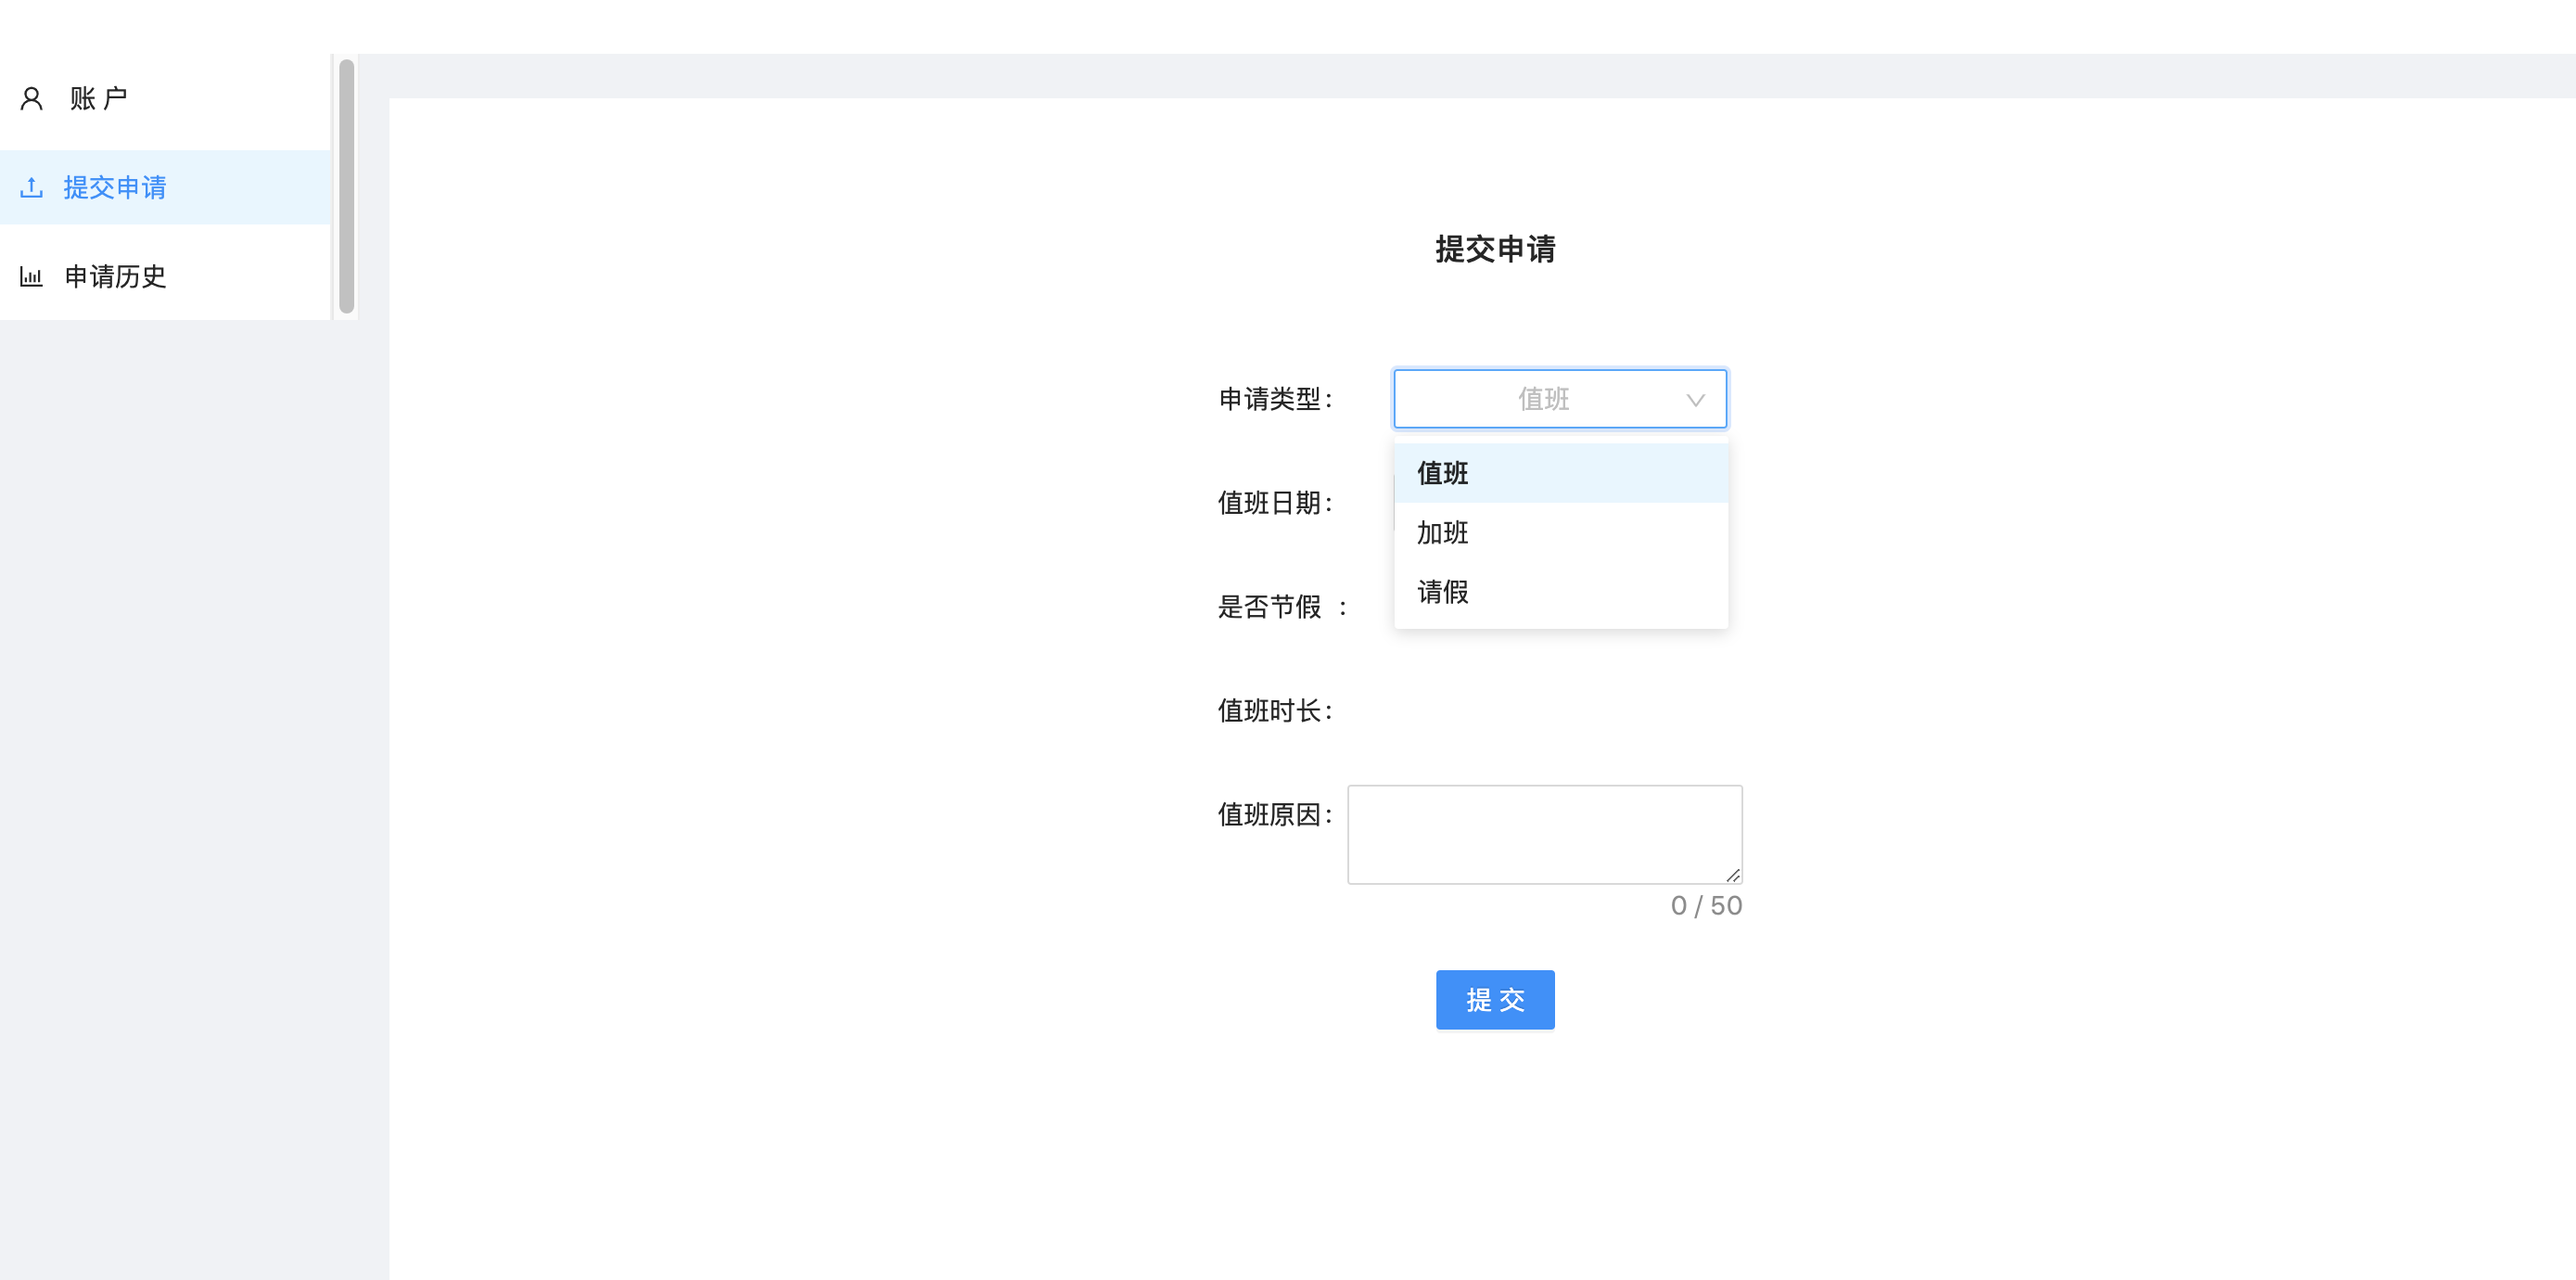 账 户
提交申请
申请历史
提交申请
申请类型：
值班
值班
加班
请假
值班日期：
是否节假 ：
值班时长：
值班原因：
0 / 50
提 交